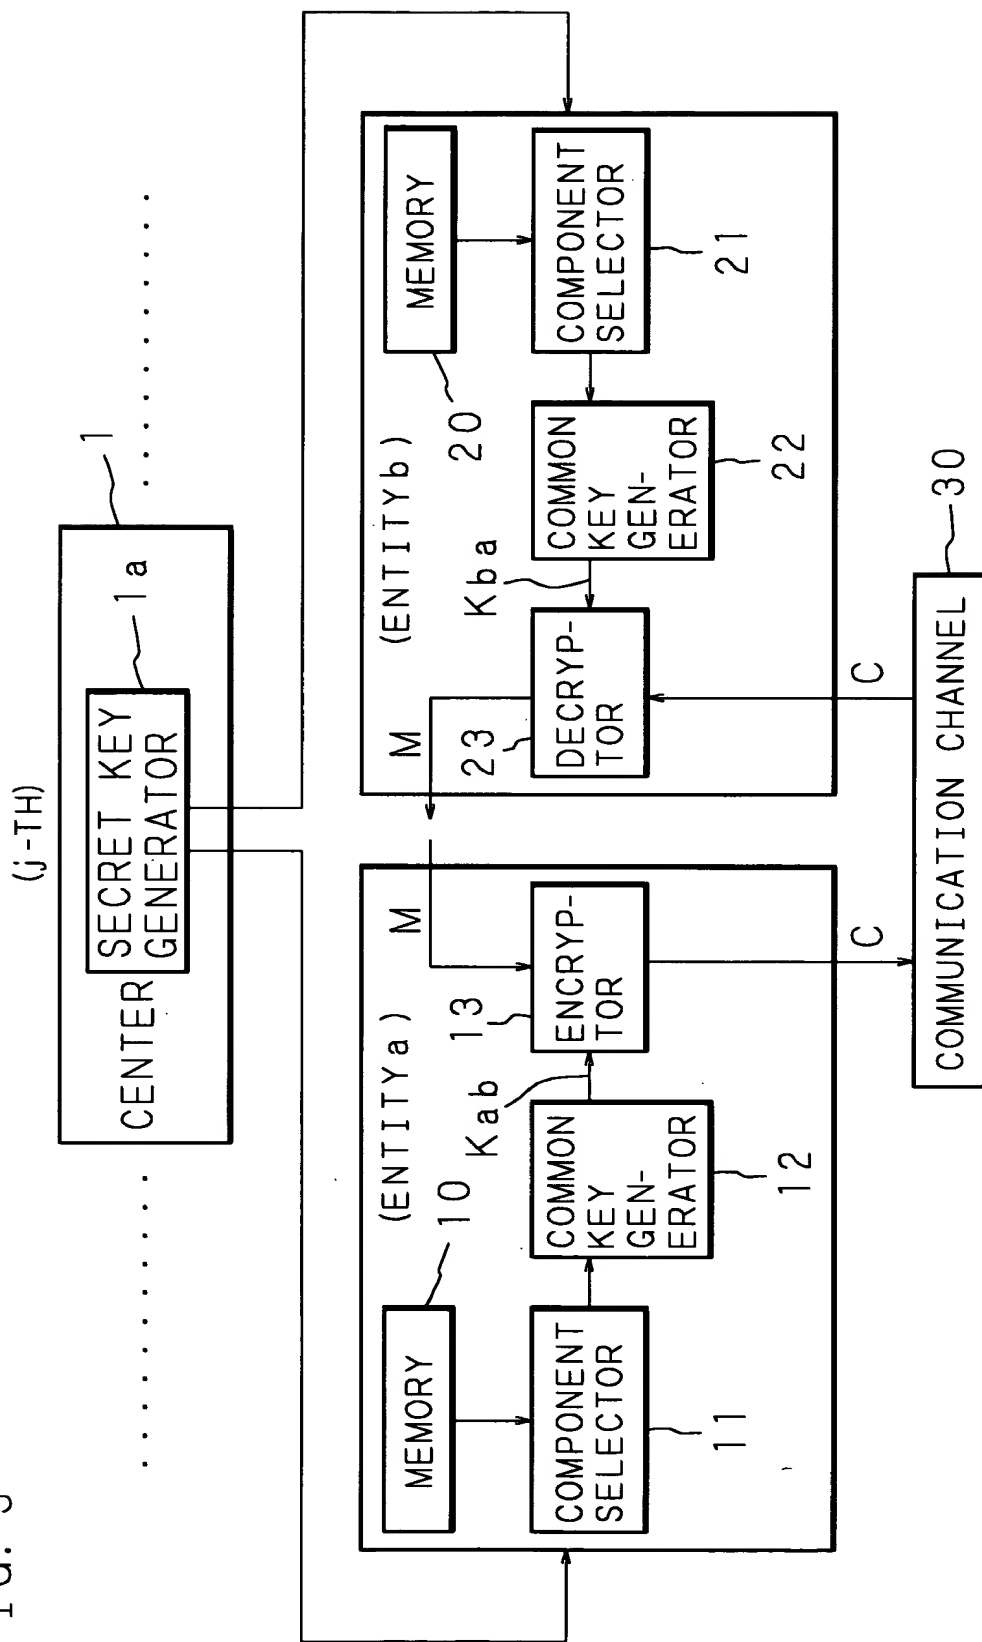 (j-TH)
1
1a
SECRET KEY
GENERATOR
CENTER
(ENTITYa)
10
MEMORY
COMPONENT
SELECTOR
11
COMMON
KEY
GEN-
ERATOR
12
Kab
M
13
ENCRYP-
TOR
C
(ENTITYb)
20
MEMORY
COMPONENT
SELECTOR
21
COMMON
KEY
GEN-
ERATOR
22
Kba
M
23
DECRYP-
TOR
C
COMMUNICATION CHANNEL
30